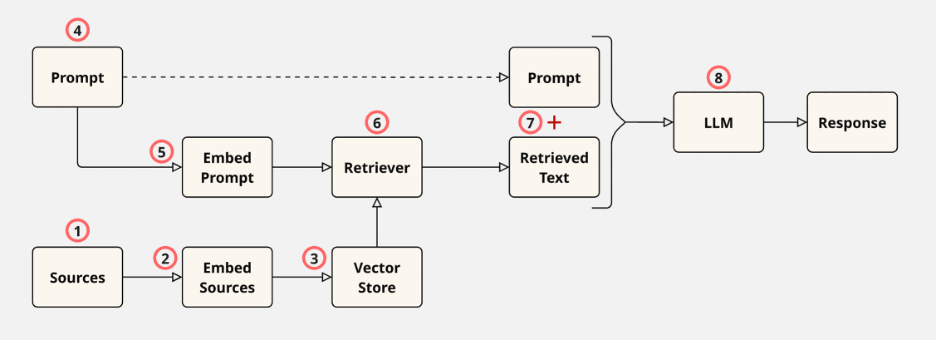 4
Prompt
Prompt
8
LLM
Response
7 +
6
5
Embed
Prompt
Retriever
Retrieved
Text
1
Sources
2
Embed
Sources
3
Vector
Store